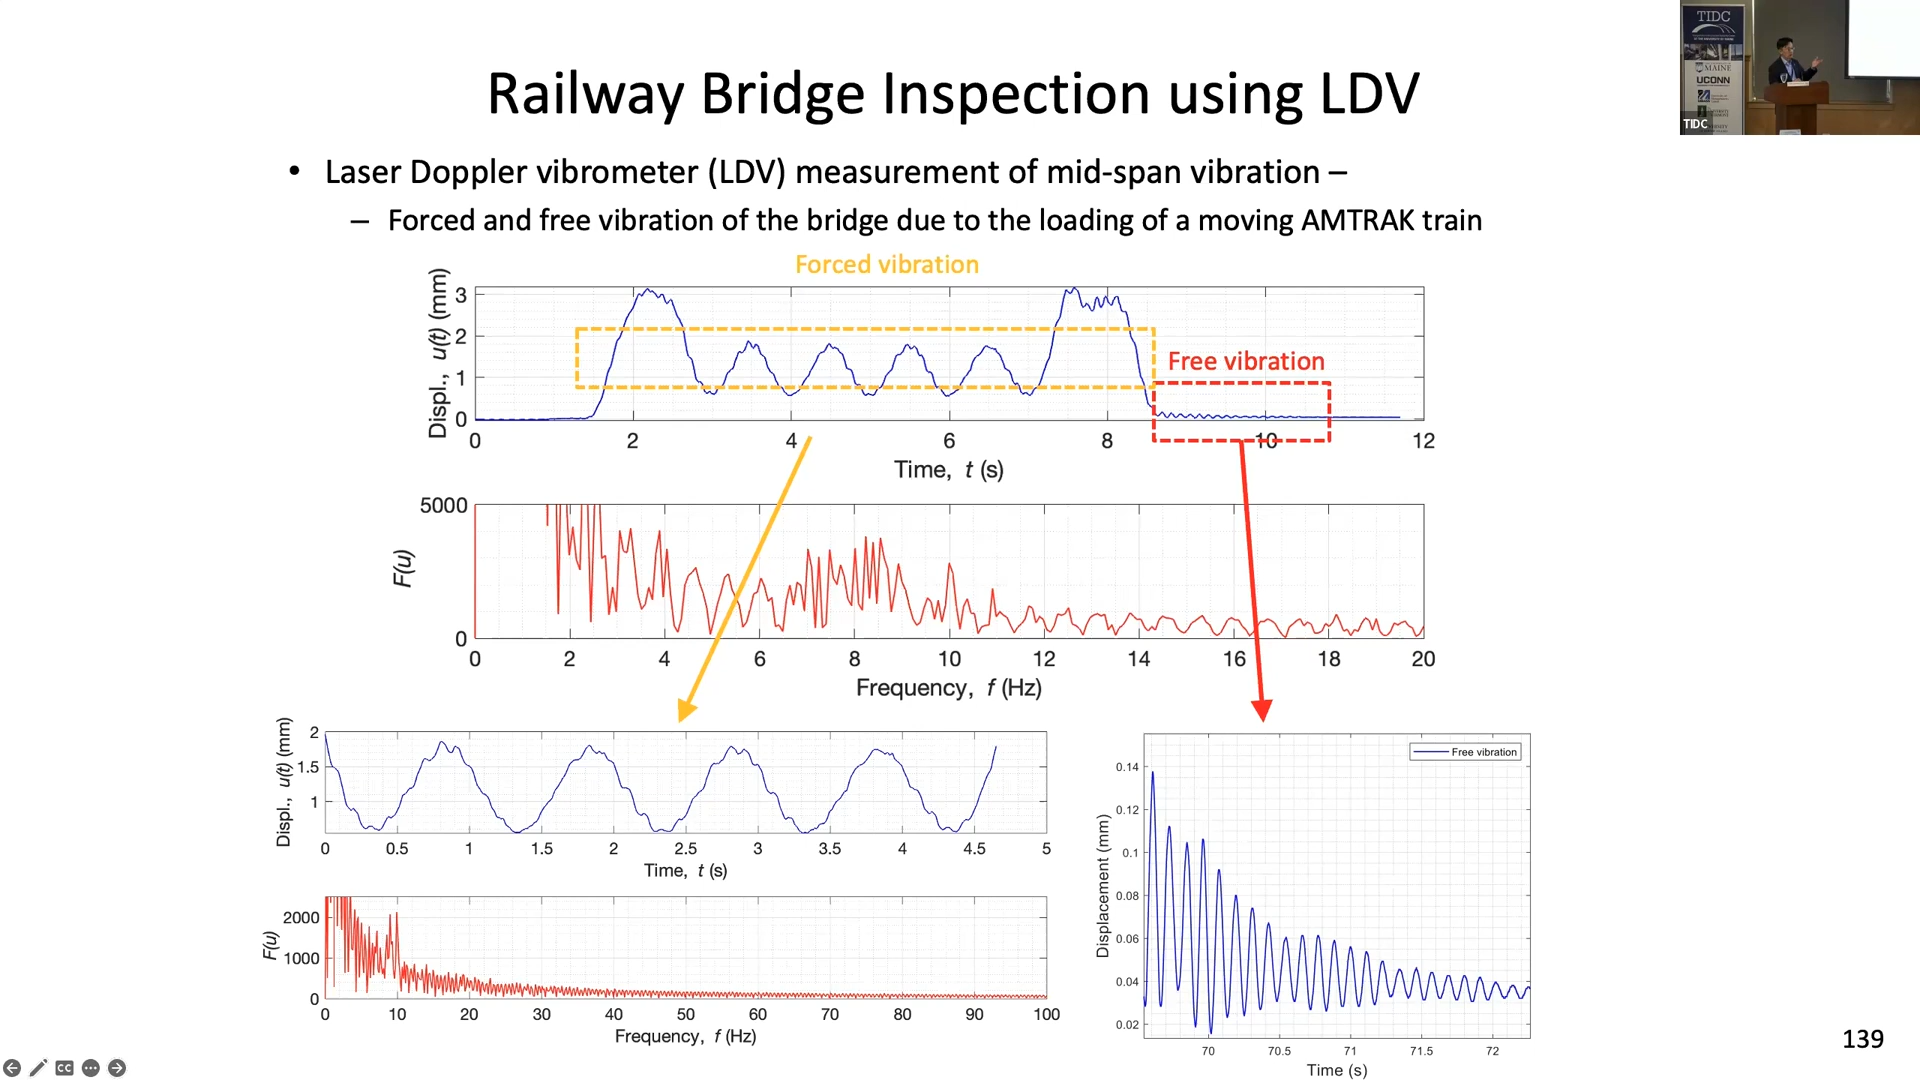 TIDC
MAINE
UCONN
TIDC
Railway Bridge Inspection using LDV
• Laser Doppler vibrometer (LDV) measurement of mid-span vibration –
– Forced and free vibration of the bridge due to the loading of a moving AMTRAK train
Forced vibration
Free vibration
Displ., u(t) (mm)
3
2
1
0
0 2 4 6 8 10 12
Time, t (s)
F(u)
5000
0
0 2 4 6 8 10 12 14 16 18 20
Frequency, f (Hz)
Displ., u(t) (mm)
2
1.5
1
0 0.5 1 1.5 2 2.5 3 3.5 4 4.5 5
Time, t (s)
F(u)
2000
1000
0
0 10 20 30 40 50 60 70 80 90 100
Frequency, f (Hz)
Free vibration
Displacement (mm)
0.14
0.12
0.1
0.08
0.06
0.04
0.02
70 70.5 71 71.5 72
Time (s)
139
CC